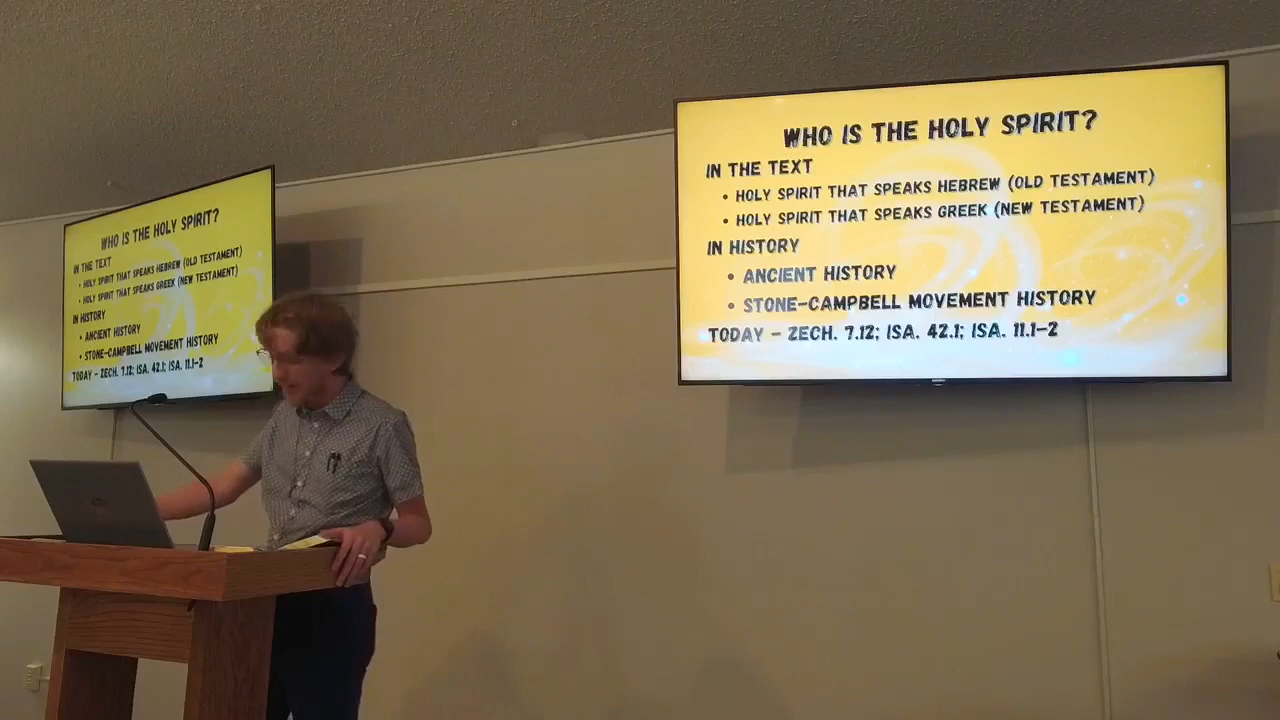 WHO IS THE HOLY SPIRIT?
IN THE TEXT
• HOLY SPIRIT THAT SPEAKS HEBREW (OLD TESTAMENT)
• HOLY SPIRIT THAT SPEAKS GREEK (NEW TESTAMENT)
IN HISTORY
• ANCIENT HISTORY
• STONE-CAMPBELL MOVEMENT HISTORY
TODAY – ZECH. 7.12; ISA. 42.1; ISA. 11.1-2
WHO IS THE HOLY SPIRIT?
IN THE TEXT
• HOLY SPIRIT THAT SPEAKS HEBREW (OLD TESTAMENT)
• HOLY SPIRIT THAT SPEAKS GREEK (NEW TESTAMENT)
IN HISTORY
• ANCIENT HISTORY
• STONE-CAMPBELL MOVEMENT HISTORY
TODAY – ZECH. 7.12; ISA. 42.1; ISA. 11.1-2